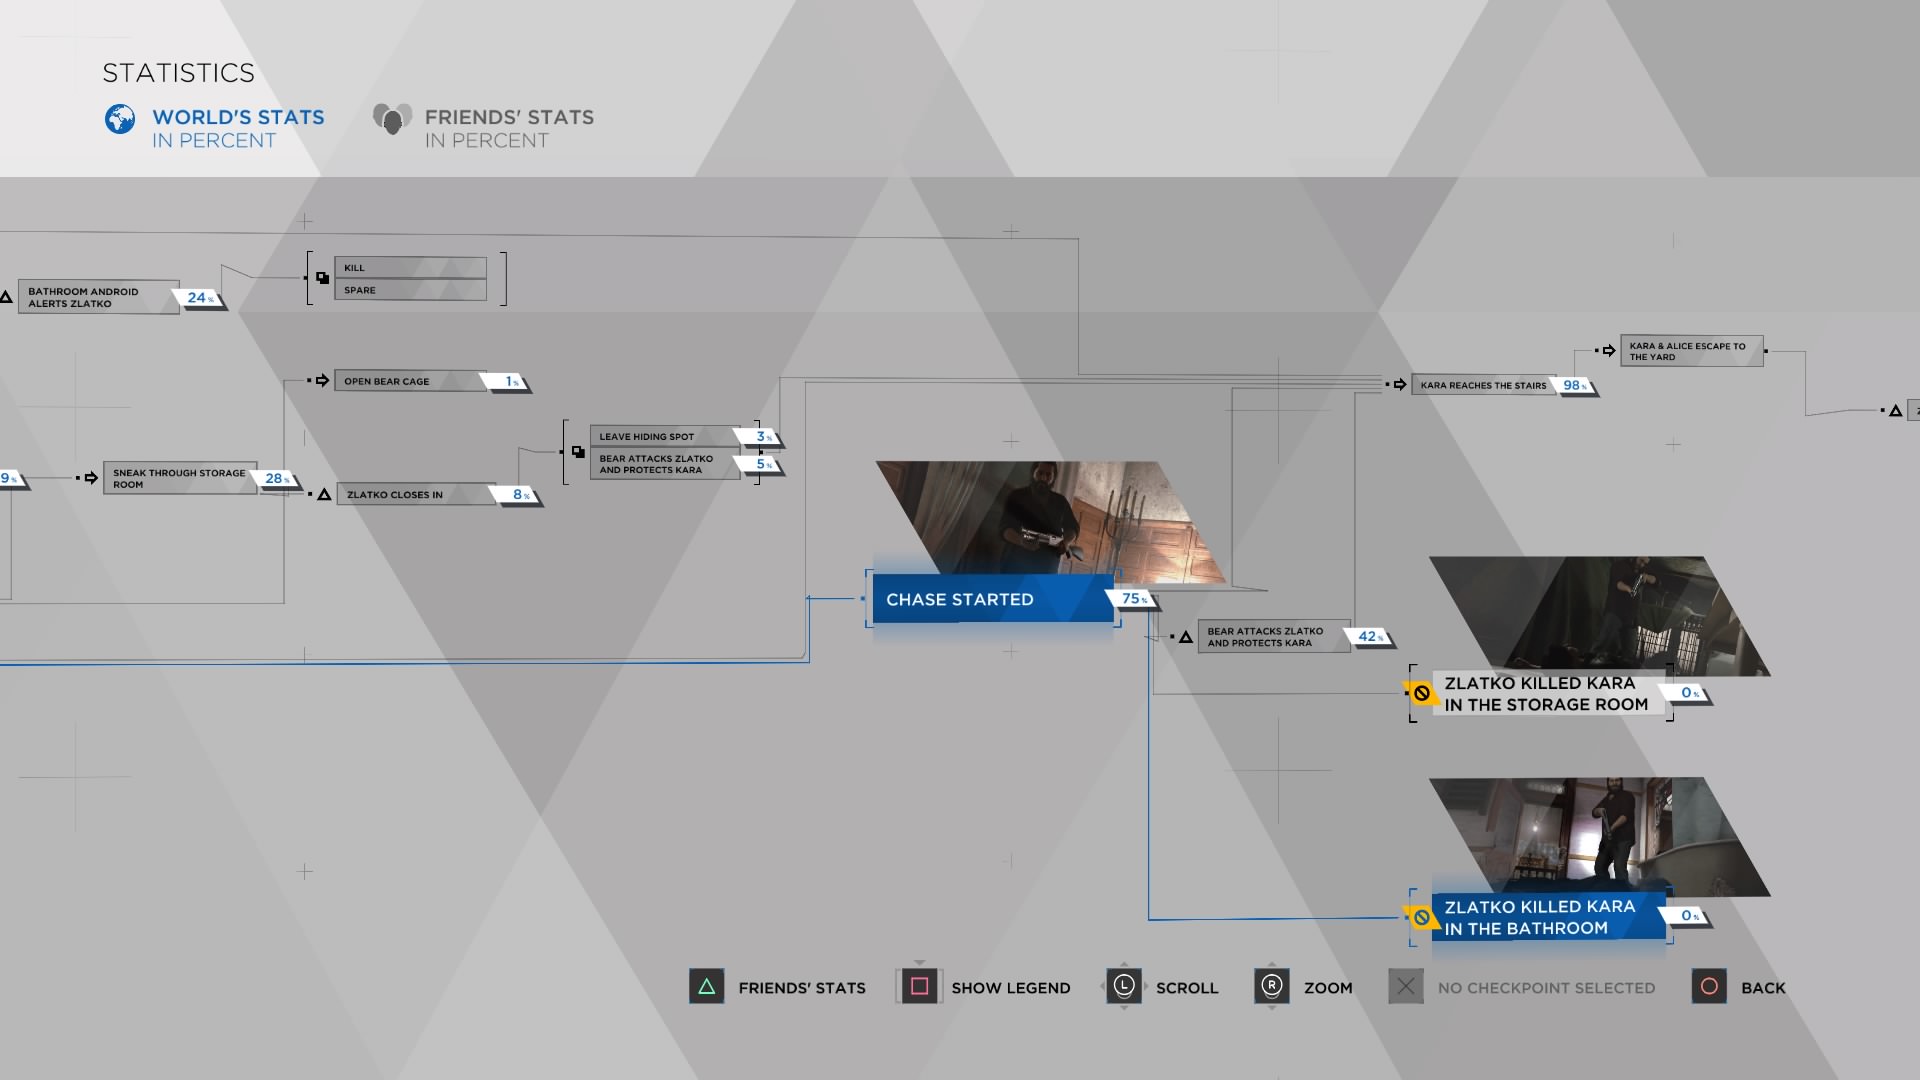 STATISTICS
WORLD'S STATS
IN PERCENT
FRIENDS' STATS
IN PERCENT
BATHROOM ANDROID
ALERTS ZLATKO
24%
KILL
SPARE
OPEN BEAR CAGE
1%
9%
SNEAK THROUGH STORAGE
ROOM
28%
ZLATKO CLOSES IN
8%
LEAVE HIDING SPOT
3%
BEAR ATTACKS ZLATKO
AND PROTECTS KARA
5%
CHASE STARTED
75%
BEAR ATTACKS ZLATKO
AND PROTECTS KARA
42%
KARA REACHES THE STAIRS
98%
KARA & ALICE ESCAPE TO
THE YARD
ZLATKO KILLED KARA
IN THE STORAGE ROOM
0%
ZLATKO KILLED KARA
IN THE BATHROOM
0%
FRIENDS' STATS
SHOW LEGEND
L
SCROLL
R
ZOOM
NO CHECKPOINT SELECTED
BACK